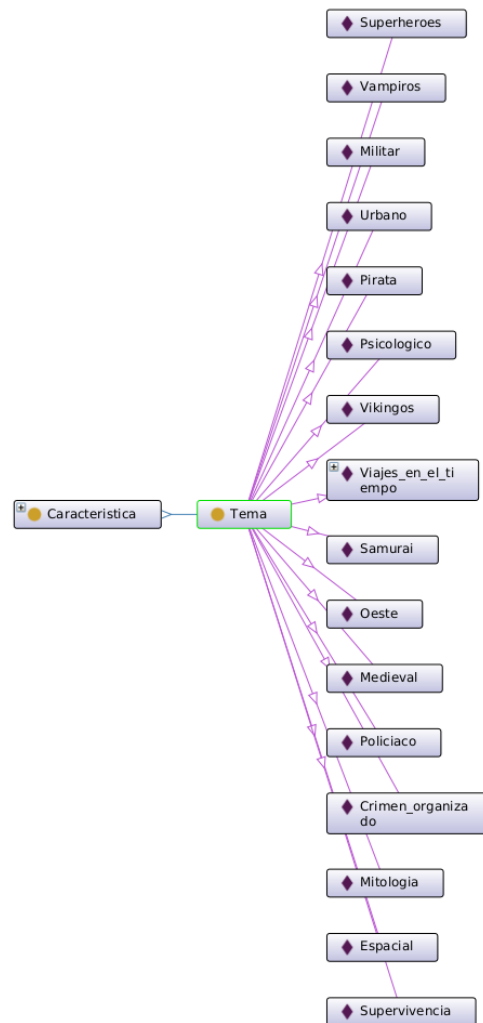 Superheroes
Vampiros
Militar
Urbano
Pirata
Psicologico
Vikingos
Viajes_en_el_ti
empo
Caracteristica
Tema
Samurai
Oeste
Medieval
Policiaco
Crimen_organiza
do
Mitologia
Espacial
Supervivencia